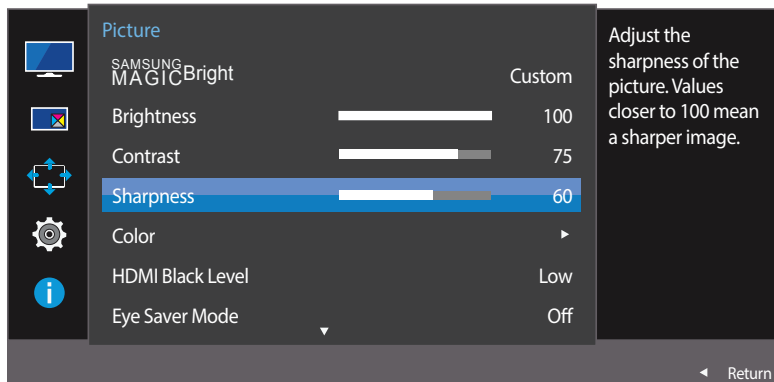 Picture
SAMSUNG
MAGICBright Custom
Brightness 100
Contrast 75
Sharpness 60
Color
HDMI Black Level Low
Eye Saver Mode Off
Adjust the
sharpness of the
picture. Values
closer to 100 mean
a sharper image.
Return